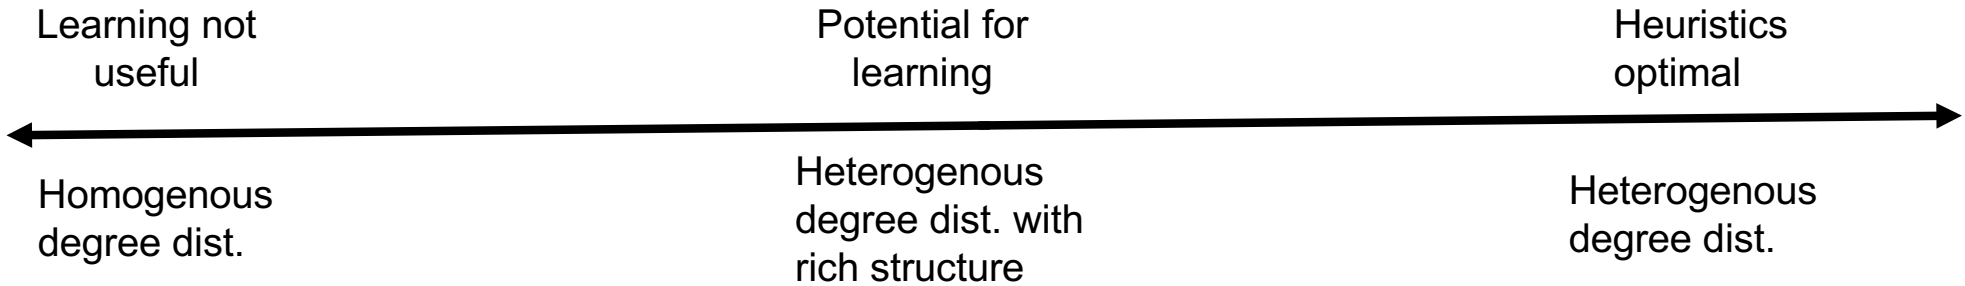 Learning not
useful
Potential for
learning
Heuristics
optimal
Homogenous
degree dist.
Heterogenous
degree dist. with
rich structure
Heterogenous
degree dist.